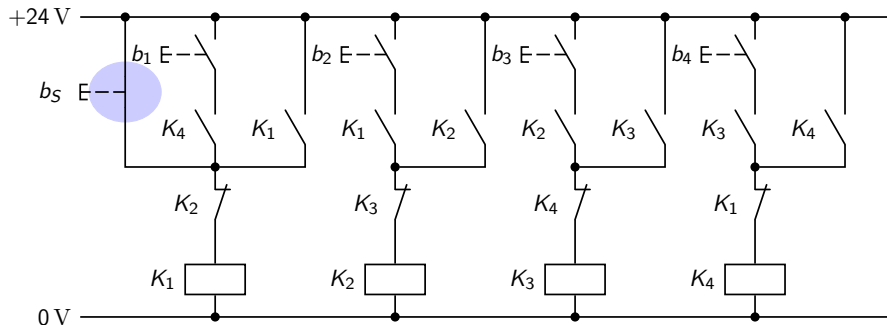 +24 V
b₁ b₂ b₃ b₄
b_S
K₄ K₁ K₁ K₂ K₂ K₃ K₃ K₄
K₂ K₃ K₄ K₁
K₁ K₂ K₃ K₄
0 V